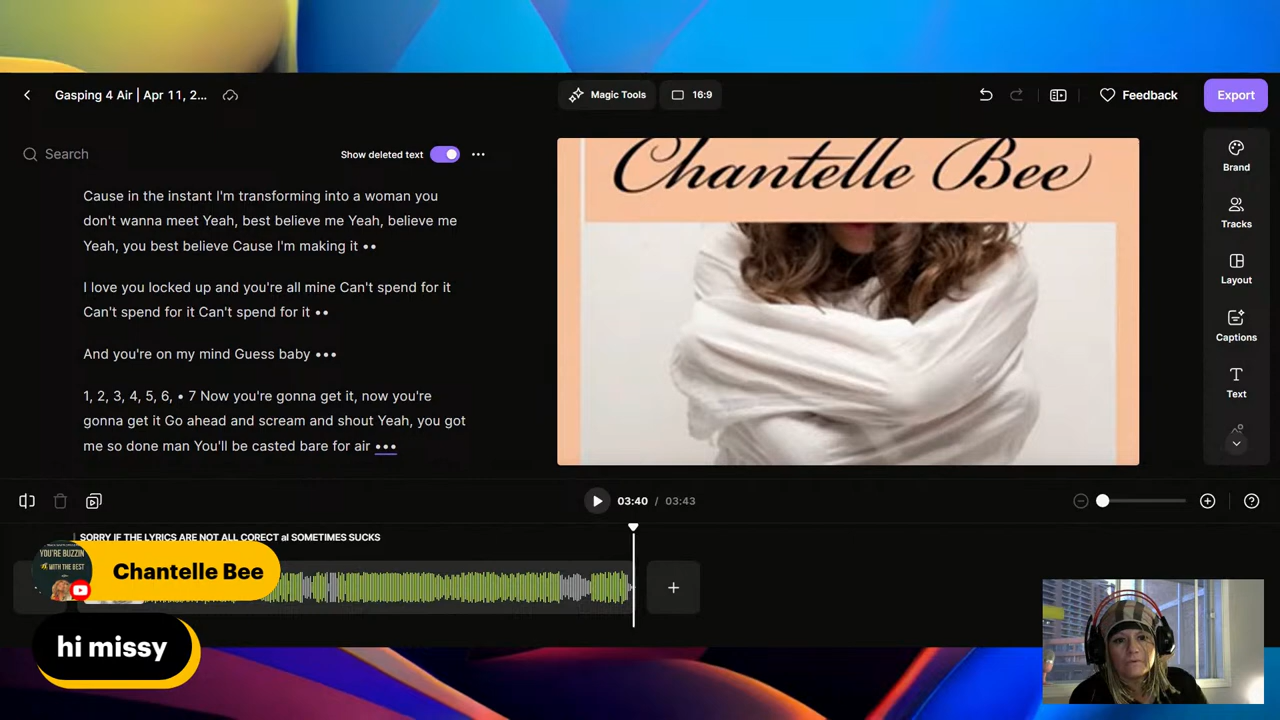 Gasping 4 Air | Apr 11, 2...
Magic Tools
16:9
Feedback
Export
Search
Show deleted text
Cause in the instant I'm transforming into a woman you
don't wanna meet Yeah, best believe me Yeah, believe me
Yeah, you best believe Cause I'm making it
I love you locked up and you're all mine Can't spend for it
Can't spend for it Can't spend for it
And you're on my mind Guess baby
1, 2, 3, 4, 5, 6, • 7 Now you're gonna get it, now you're
gonna get it Go ahead and scream and shout Yeah, you got
me so done man You'll be casted bare for air
Chantelle Bee
Brand
Tracks
Layout
Captions
Text
03:40 / 03:43
SORRY IF THE LYRICS ARE NOT ALL CORECT aI SOMETIMES SUCKS
YOU'RE BUZZIN
WITH THE BEST
Chantelle Bee
hi missy